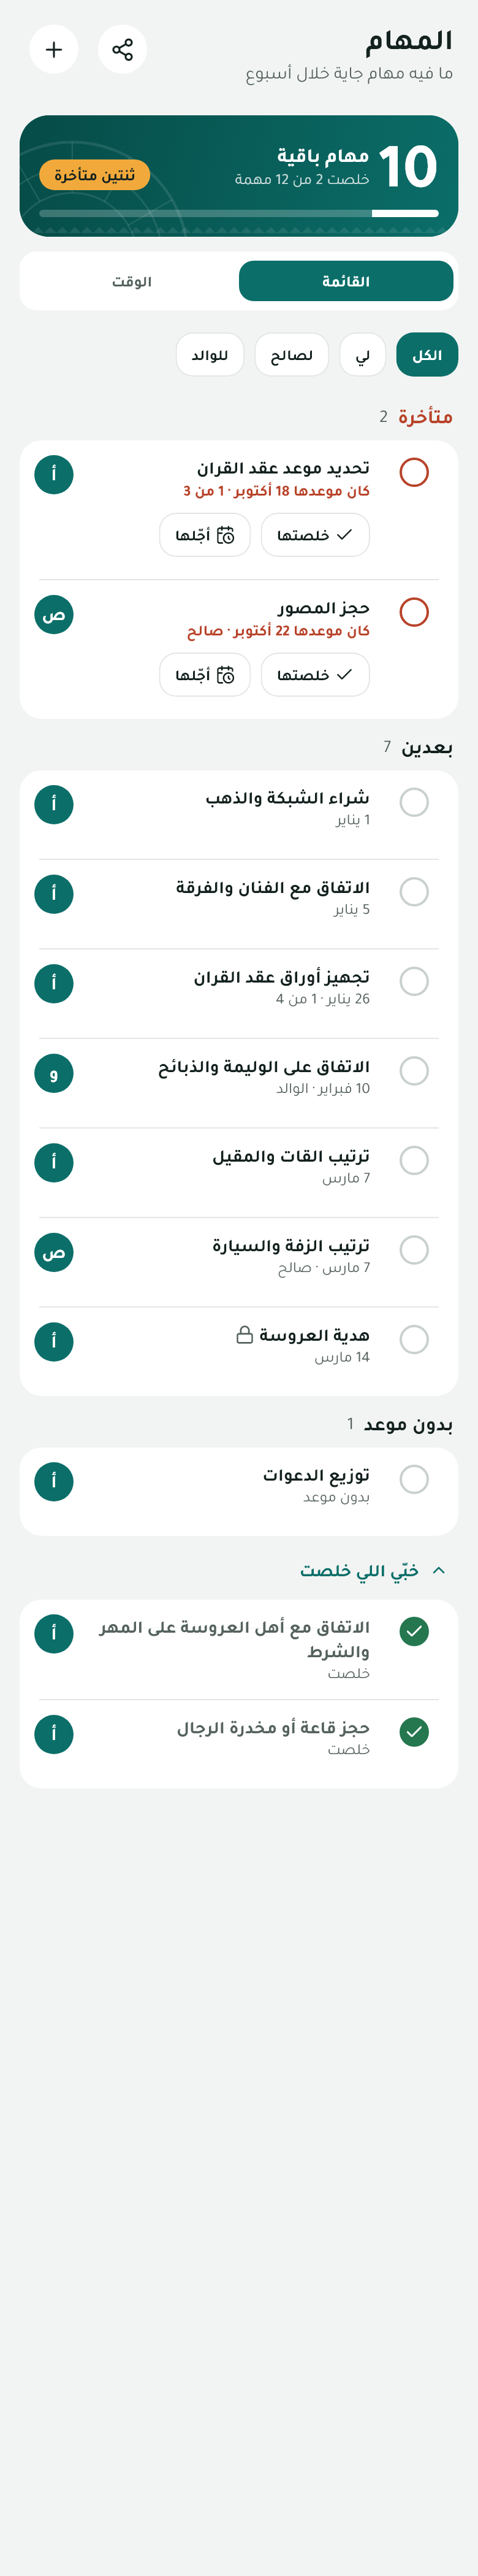 المهام
ما فيه مهام جاية خلال أسبوع
10 مهام باقية
خلصت 2 من 12 مهمة
ثنتين متأخرة
القائمة
الوقت
الكل
لي
لصالح
للوالد
متأخرة 2
تحديد موعد عقد القران
أ
كان موعدها 18 أكتوبر · 1 من 3
خلصتها
أجّلها
حجز المصور
ص
كان موعدها 22 أكتوبر · صالح
خلصتها
أجّلها
بعدين 7
شراء الشبكة والذهب
أ
1 يناير
الاتفاق مع الفنان والفرقة
أ
5 يناير
تجهيز أوراق عقد القران
أ
26 يناير · 1 من 4
الاتفاق على الوليمة والذبائح
و
10 فبراير · الوالد
ترتيب القات والمقيل
أ
7 مارس
ترتيب الزفة والسيارة
ص
7 مارس · صالح
هدية العروسة
أ
14 مارس
بدون موعد 1
توزيع الدعوات
أ
بدون موعد
خبّي اللي خلصت
الاتفاق مع أهل العروسة على المهر
والشرط
أ
خلصت
حجز قاعة أو مخدرة الرجال
أ
خلصت